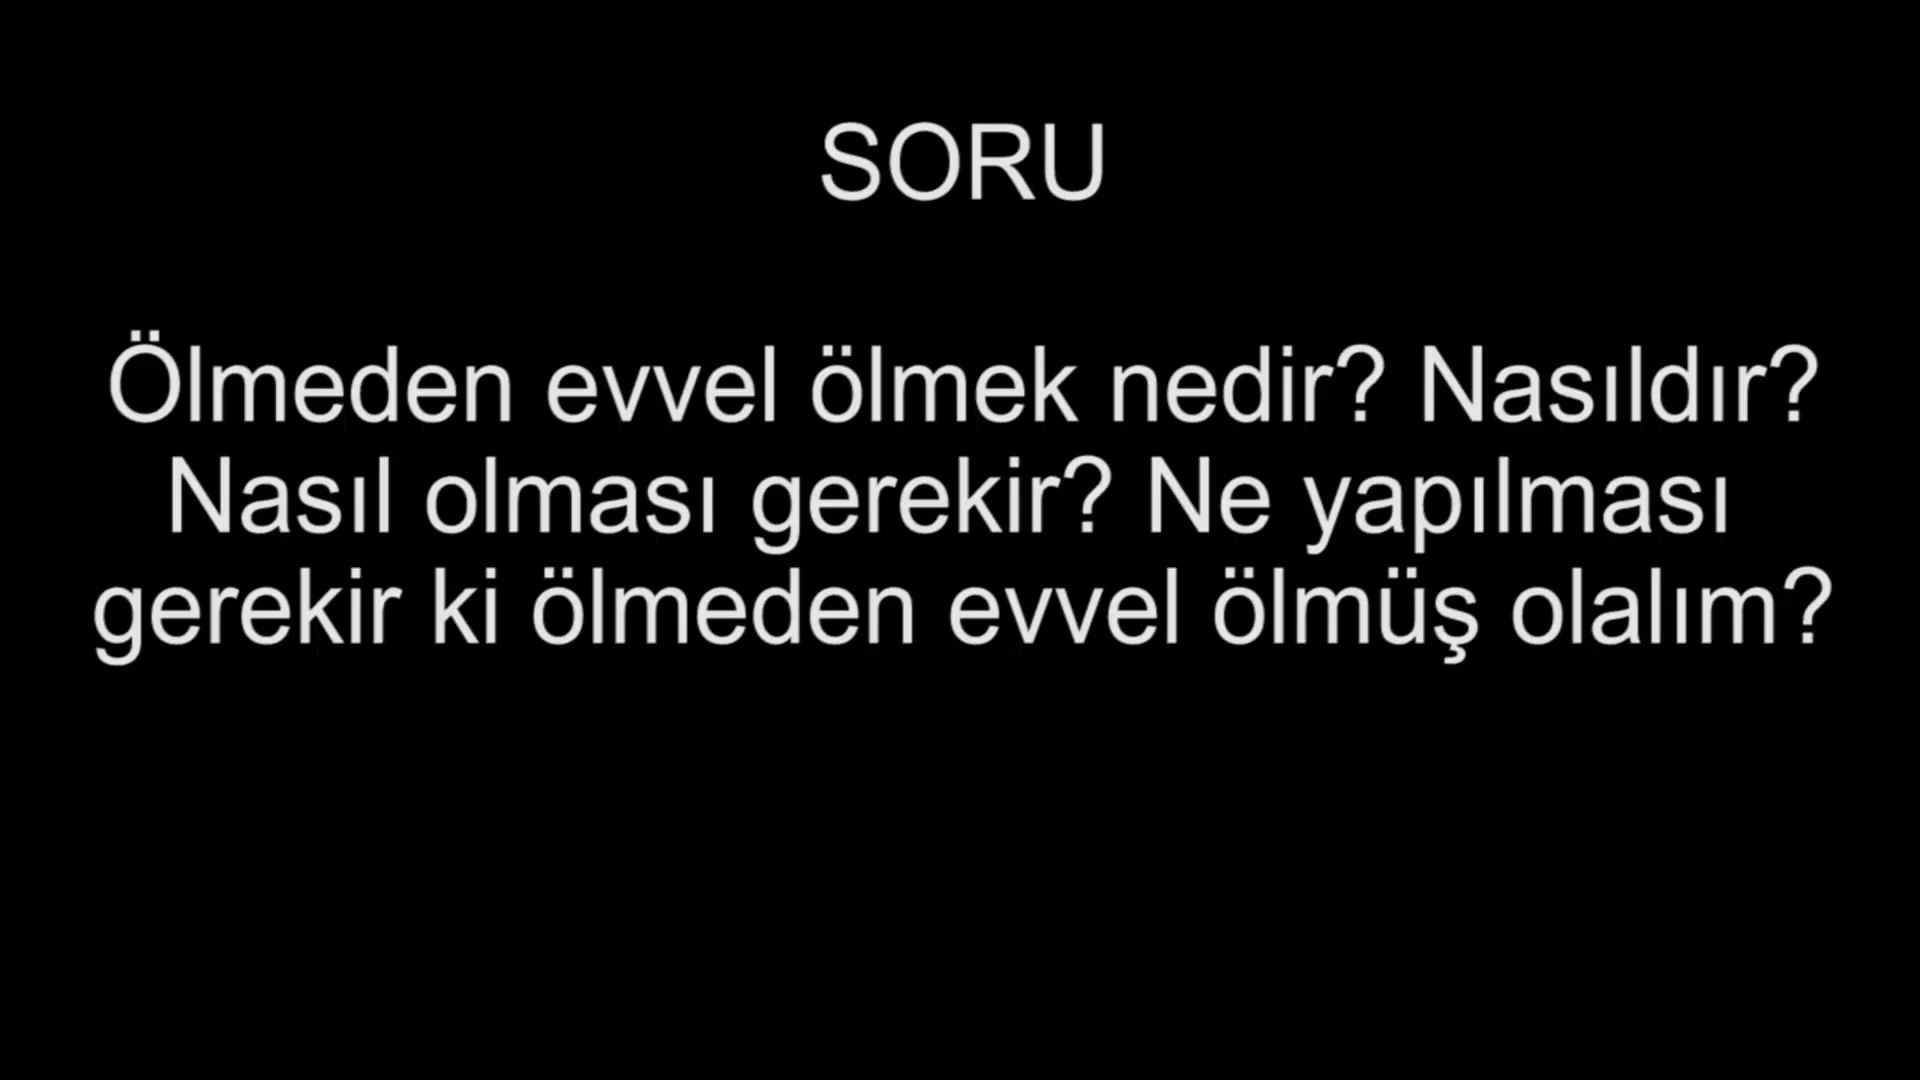 SORU
Ölmeden evvel ölmek nedir? Nasıldır?
Nasıl olması gerekir? Ne yapılması
gerekir ki ölmeden evvel ölmüş olalım?